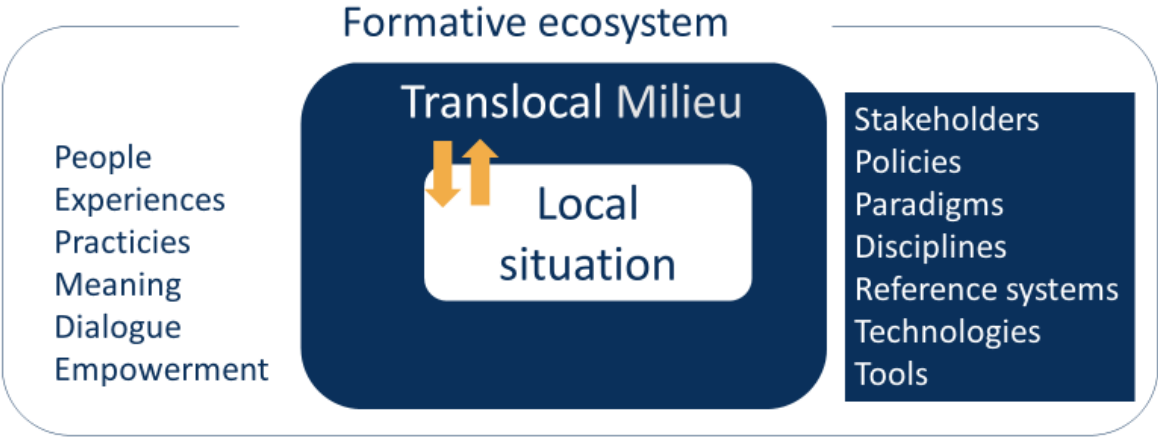 Formative ecosystem
Translocal Milieu
Local
situation
People
Experiences
Practicies
Meaning
Dialogue
Empowerment
Stakeholders
Policies
Paradigms
Disciplines
Reference systems
Technologies
Tools